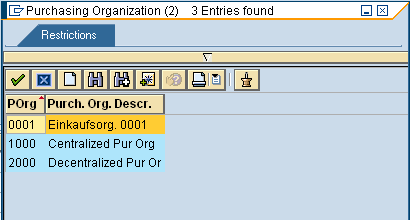 Purchasing Organization (2) 3 Entries found
Restrictions
POrg Purch. Org. Descr.
0001 Einkaufsorg. 0001
1000 Centralized Pur Org
2000 Decentralized Pur Or